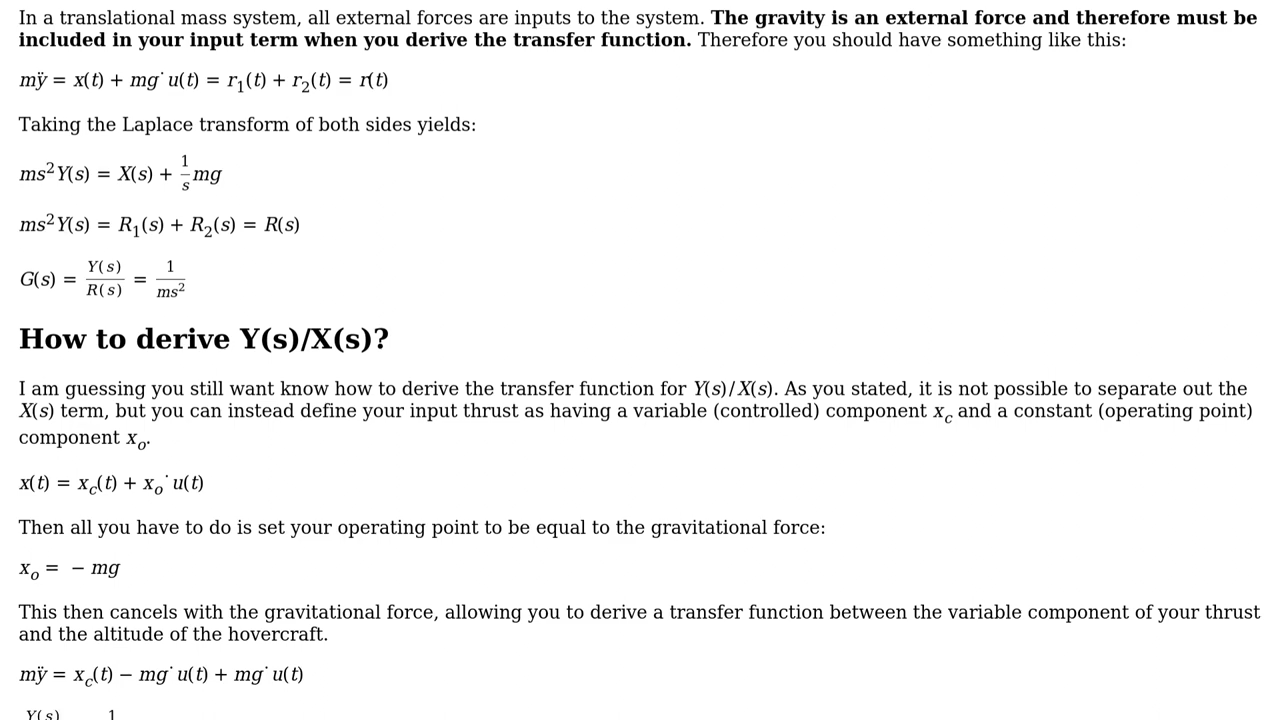 In a translational mass system, all external forces are inputs to the system. The gravity is an external force and therefore must be
included in your input term when you derive the transfer function. Therefore you should have something like this:
mÿ = x(t) + mg˙u(t) = r₁(t) + r₂(t) = r(t)
Taking the Laplace transform of both sides yields:
ms²Y(s) = X(s) + 1/s mg
ms²Y(s) = R₁(s) + R₂(s) = R(s)
G(s) = Y(s)/R(s) = 1/ms²
How to derive Y(s)/X(s)?
I am guessing you still want know how to derive the transfer function for Y(s)/X(s). As you stated, it is not possible to separate out the
X(s) term, but you can instead define your input thrust as having a variable (controlled) component x_c and a constant (operating point)
component x_o.
x(t) = x_c(t) + x_o˙u(t)
Then all you have to do is set your operating point to be equal to the gravitational force:
x_o = − mg
This then cancels with the gravitational force, allowing you to derive a transfer function between the variable component of your thrust
and the altitude of the hovercraft.
mÿ = x_c(t) − mg˙u(t) + mg˙u(t)
Y(s) 1